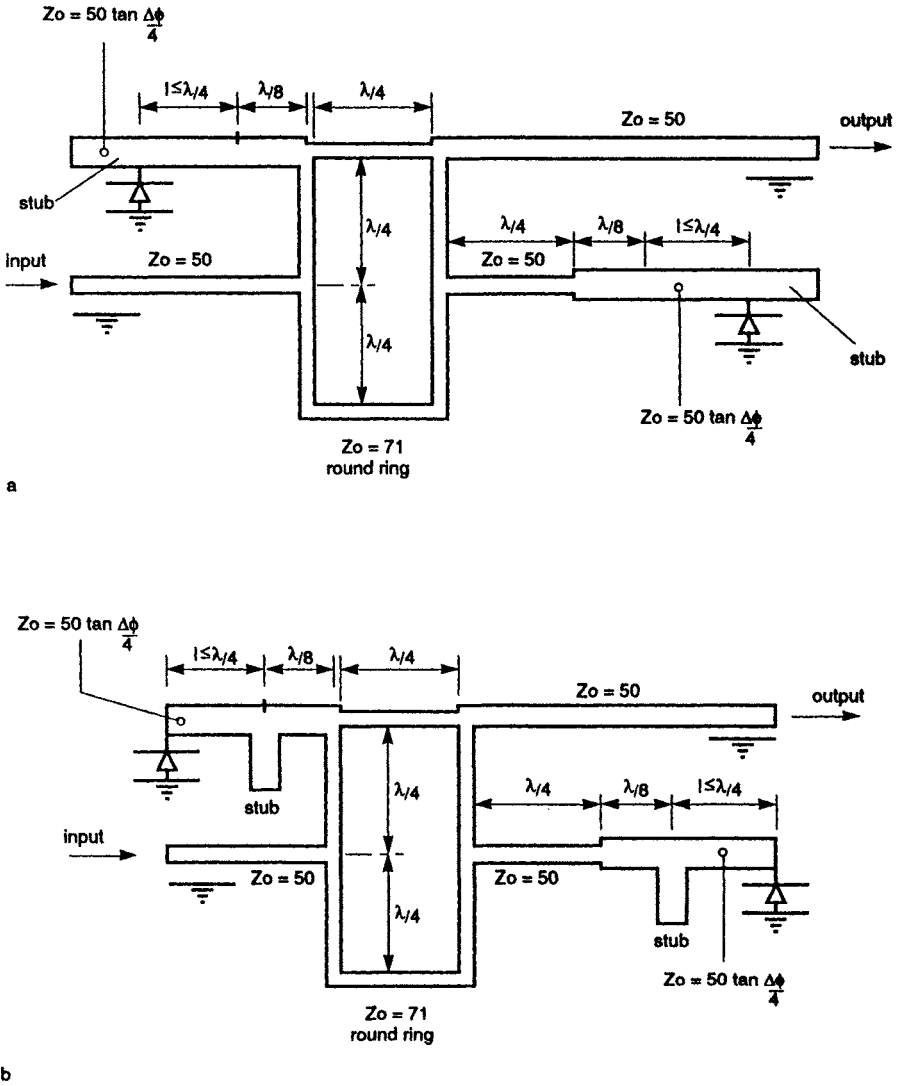 Zo = 50 tan Δϕ/4
l≤λ/4 λ/8 λ/4
Zo = 50 output
stub
λ/4
λ/4 λ/8 l≤λ/4
input Zo = 50 Zo = 50
λ/4
stub
Zo = 50 tan Δϕ/4
Zo = 71
round ring
a
Zo = 50 tan Δϕ/4
l≤λ/4 λ/8 λ/4
Zo = 50 output
λ/4
λ/4 λ/8 l≤λ/4
stub
input
Zo = 50 Zo = 50
λ/4
stub
Zo = 50 tan Δϕ/4
Zo = 71
round ring
b